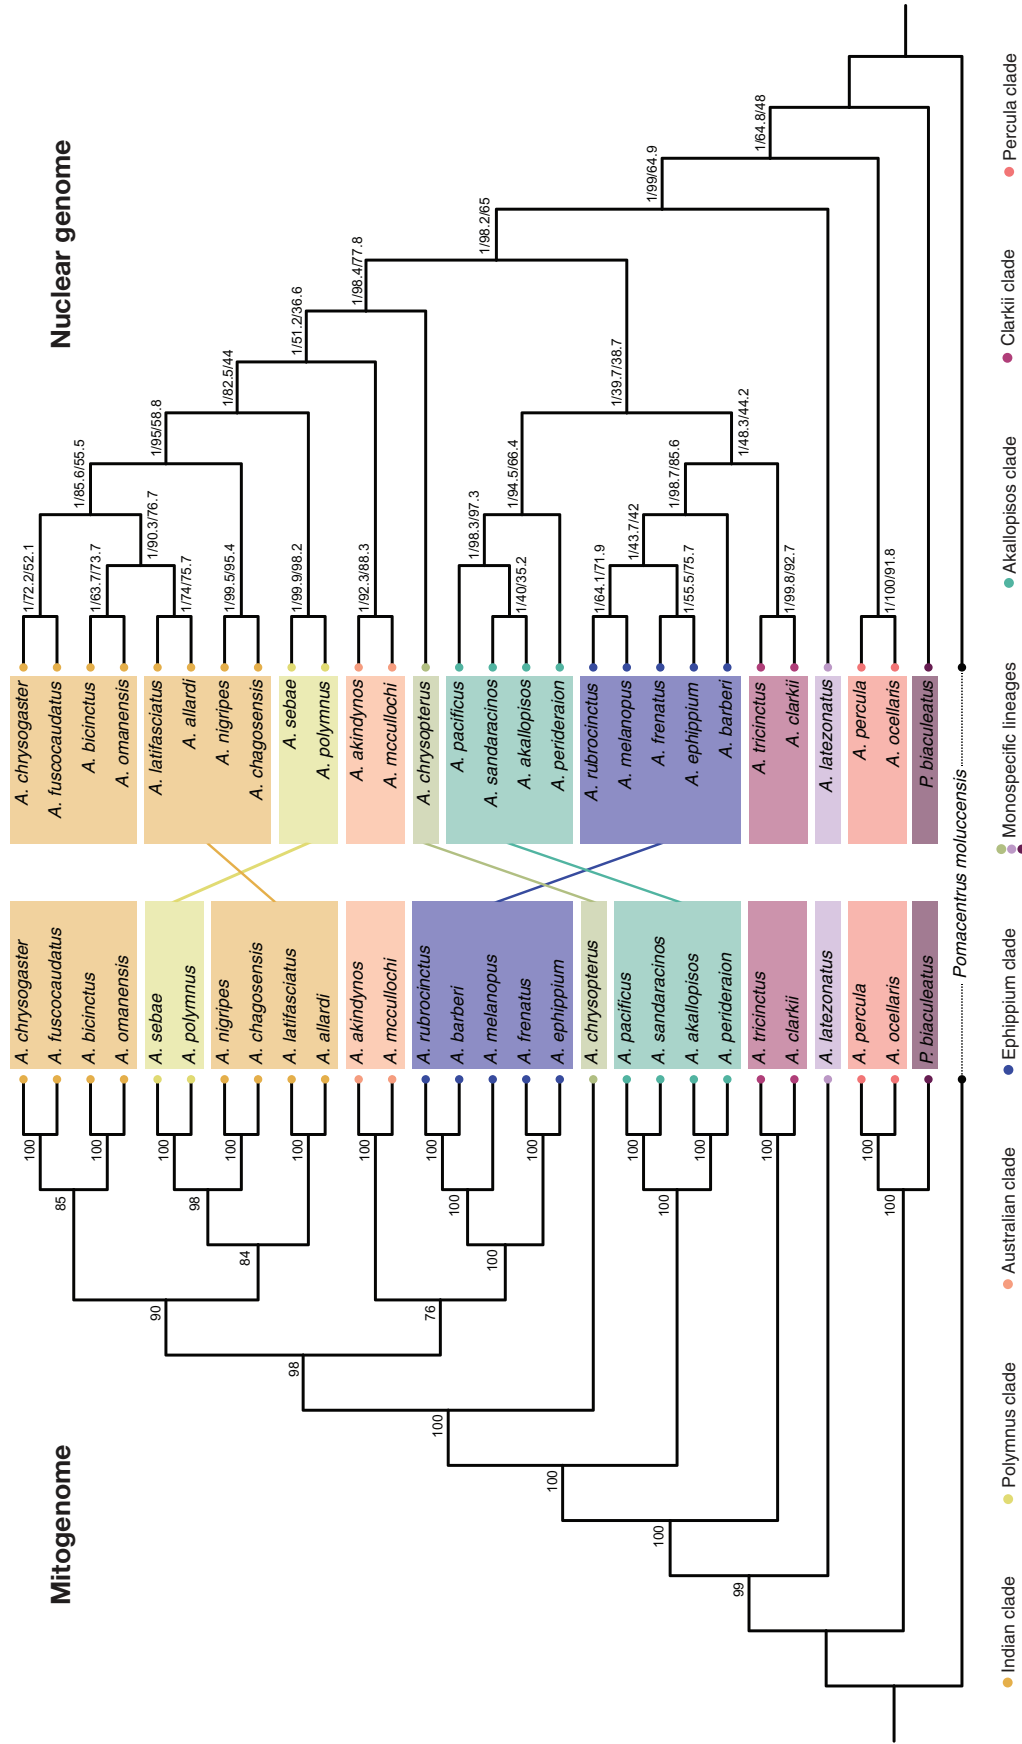 Mitogenome
Nuclear genome
A. chrysogaster
A. fuscocaudatus
A. bicinctus
A. omanensis
A. sebae
A. polymnus
A. nigripes
A. chagosensis
A. latifasciatus
A. allardi
A. akindynos
A. mccullochi
A. rubrocinctus
A. barberi
A. melanopus
A. frenatus
A. ephippium
A. chrysopterus
A. pacificus
A. sandaracinos
A. akallopisos
A. perideraion
A. tricinctus
A. clarkii
A. latezonatus
A. percula
A. ocellaris
P. biaculeatus
100
100
85
100
100
98
100
84
90
100
100
100
100
100
76
98
100
100
100
100
100
100
100
99
100
100
A. chrysogaster
A. fuscocaudatus
A. bicinctus
A. omanensis
A. latifasciatus
A. allardi
A. nigripes
A. chagosensis
A. sebae
A. polymnus
A. akindynos
A. mccullochi
A. chrysopterus
A. pacificus
A. sandaracinos
A. akallopisos
A. perideraion
A. rubrocinctus
A. melanopus
A. frenatus
A. ephippium
A. barberi
A. tricinctus
A. clarkii
A. latezonatus
A. percula
A. ocellaris
P. biaculeatus
Pomacentrus moluccensis
1/72.2/52.1
1/85.6/55.5
1/63.7/73.7
1/90.3/76.7
1/95/58.8
1/74/75.7
1/99.5/95.4
1/82.5/44
1/99.9/98.2
1/51.2/36.6
1/92.3/88.3
1/98.4/77.8
1/98.3/97.3
1/98.2/65
1/94.5/66.4
1/40/35.2
1/64.1/71.9
1/39.7/38.7
1/43.7/42
1/98.7/85.6
1/55.5/75.7
1/48.3/44.2
1/99/64.9
1/99.8/92.7
1/64.8/48
1/100/91.8
Indian clade
Polymnus clade
Australian clade
Ephippium clade
Monospecific lineages
Akallopisos clade
Clarkii clade
Percula clade